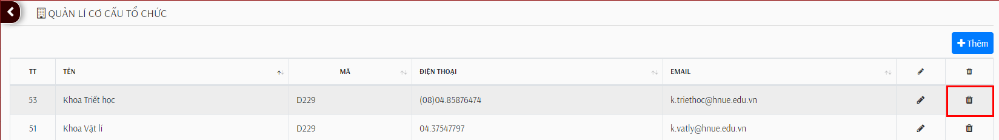 QUẢN LÍ CƠ CẤU TỔ CHỨC
Thêm
TT TÊN MÃ ĐIỆN THOẠI EMAIL
53 Khoa Triết học D229 (08)04.85876474 k.triethoc@hnue.edu.vn
51 Khoa Vật lí D229 04.37547797 k.vatly@hnue.edu.vn